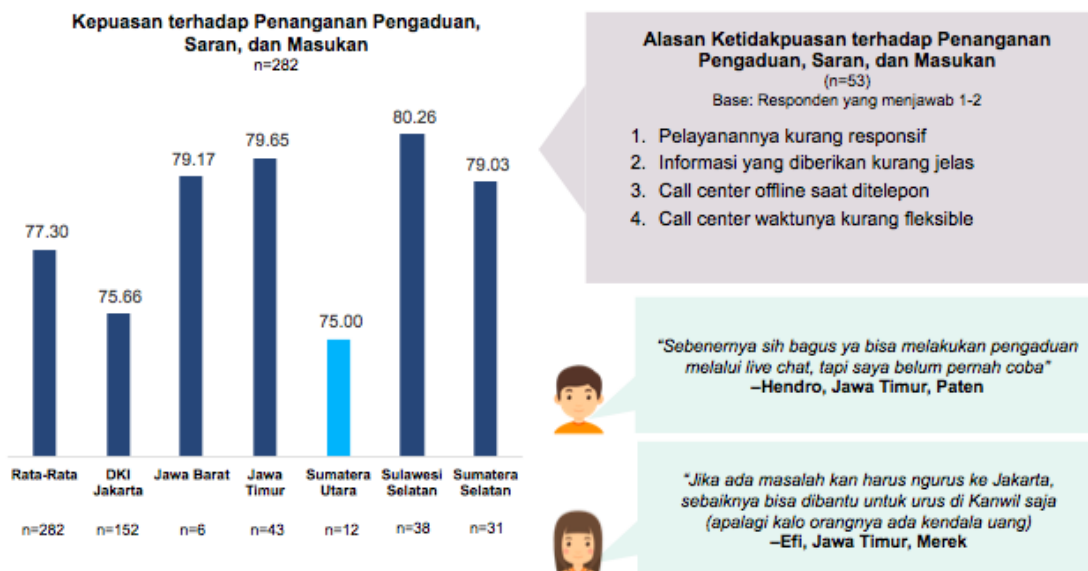 Kepuasan terhadap Penanganan Pengaduan,
Saran, dan Masukan
n=282
77.30
75.66
79.17
79.65
75.00
80.26
79.03
Rata-Rata
DKI
Jakarta
Jawa Barat
Jawa
Timur
Sumatera
Utara
Sulawesi
Selatan
Sumatera
Selatan
n=282
n=152
n=6
n=43
n=12
n=38
n=31
Alasan Ketidakpuasan terhadap Penanganan
Pengaduan, Saran, dan Masukan
(n=53)
Base: Responden yang menjawab 1-2
1. Pelayanannya kurang responsif
2. Informasi yang diberikan kurang jelas
3. Call center offline saat ditelepon
4. Call center waktunya kurang fleksible
“Sebenernya sih bagus ya bisa melakukan pengaduan
melalui live chat, tapi saya belum pernah coba”
–Hendro, Jawa Timur, Paten
“Jika ada masalah kan harus ngurus ke Jakarta,
sebaiknya bisa dibantu untuk urus di Kanwil saja
(apalagi kalo orangnya ada kendala uang)
–Efi, Jawa Timur, Merek